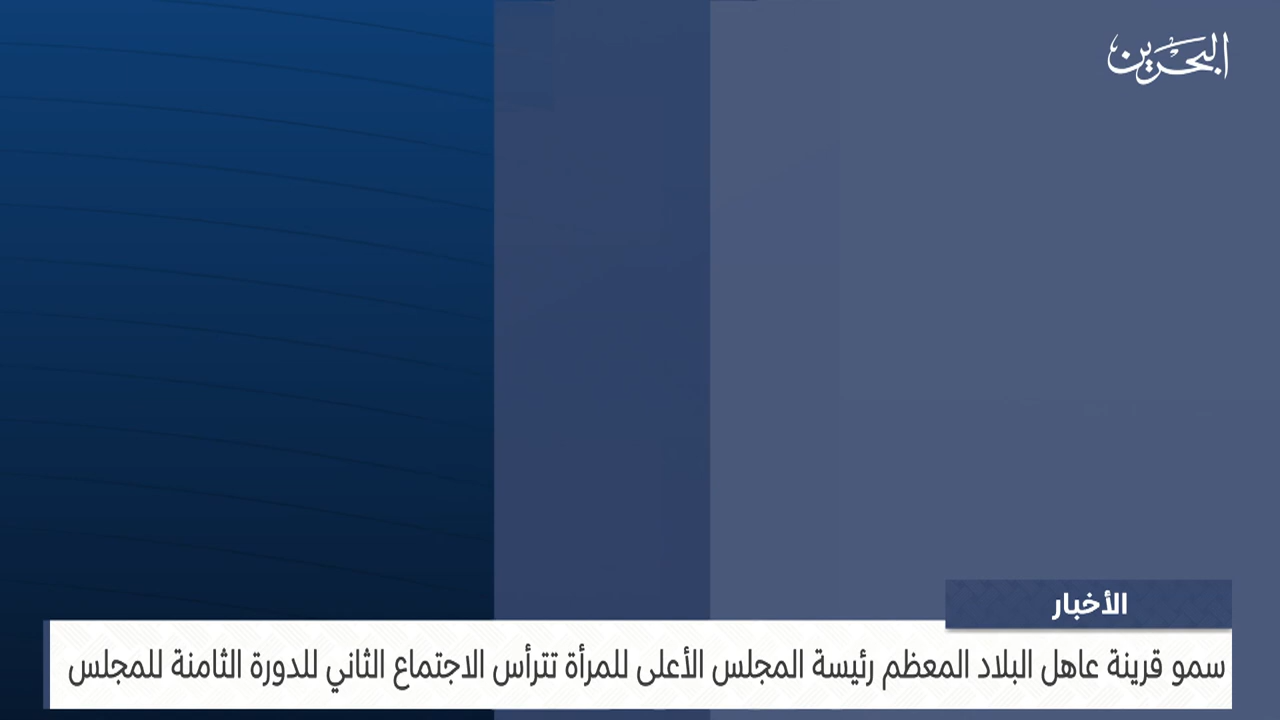 البحرين
الأخبار
سمو قرينة عاهل البلاد المعظم رئيسة المجلس الأعلى للمرأة تترأس الاجتماع الثاني للدورة الثامنة للمجلس